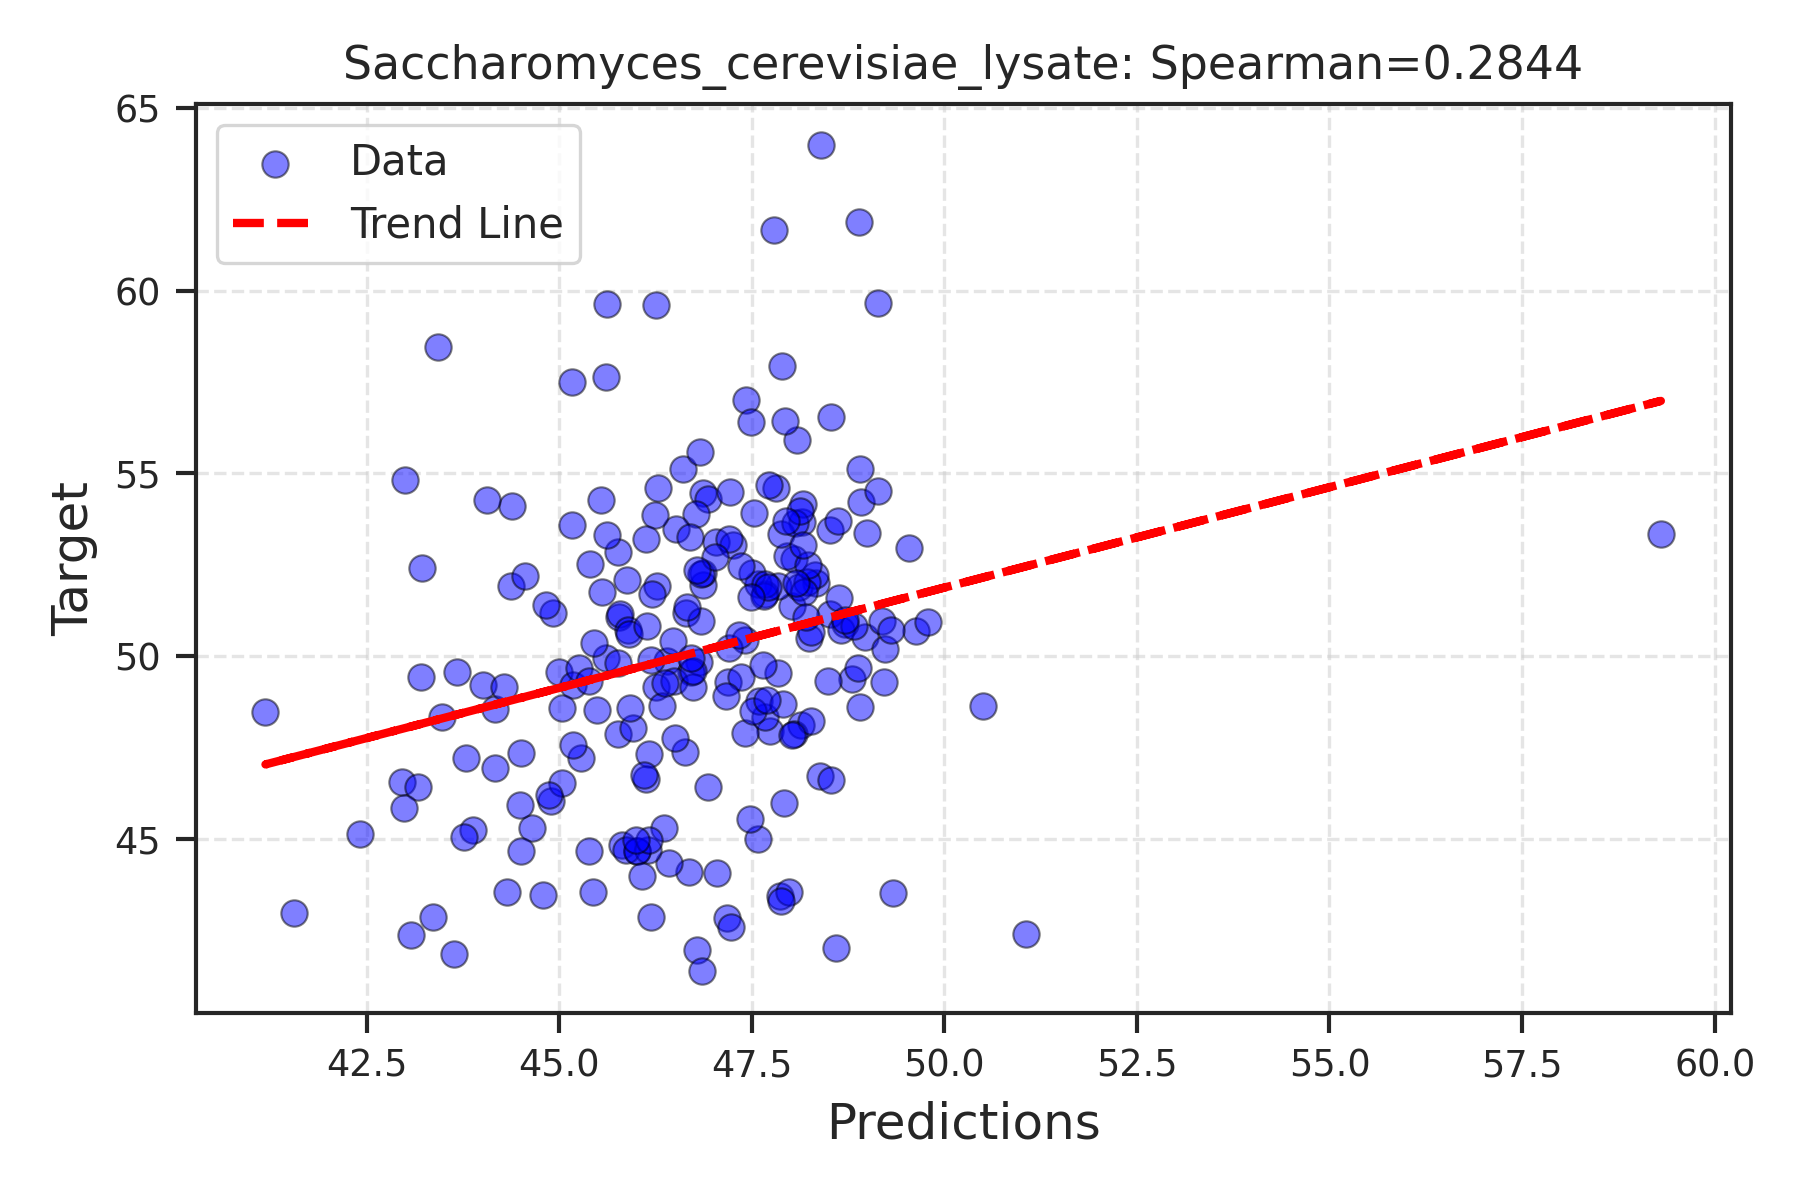 Saccharomyces_cerevisiae_lysate: Spearman=0.2844
Data
Trend Line
65
60
55
50
45
Target
42.5 45.0 47.5 50.0 52.5 55.0 57.5 60.0
Predictions